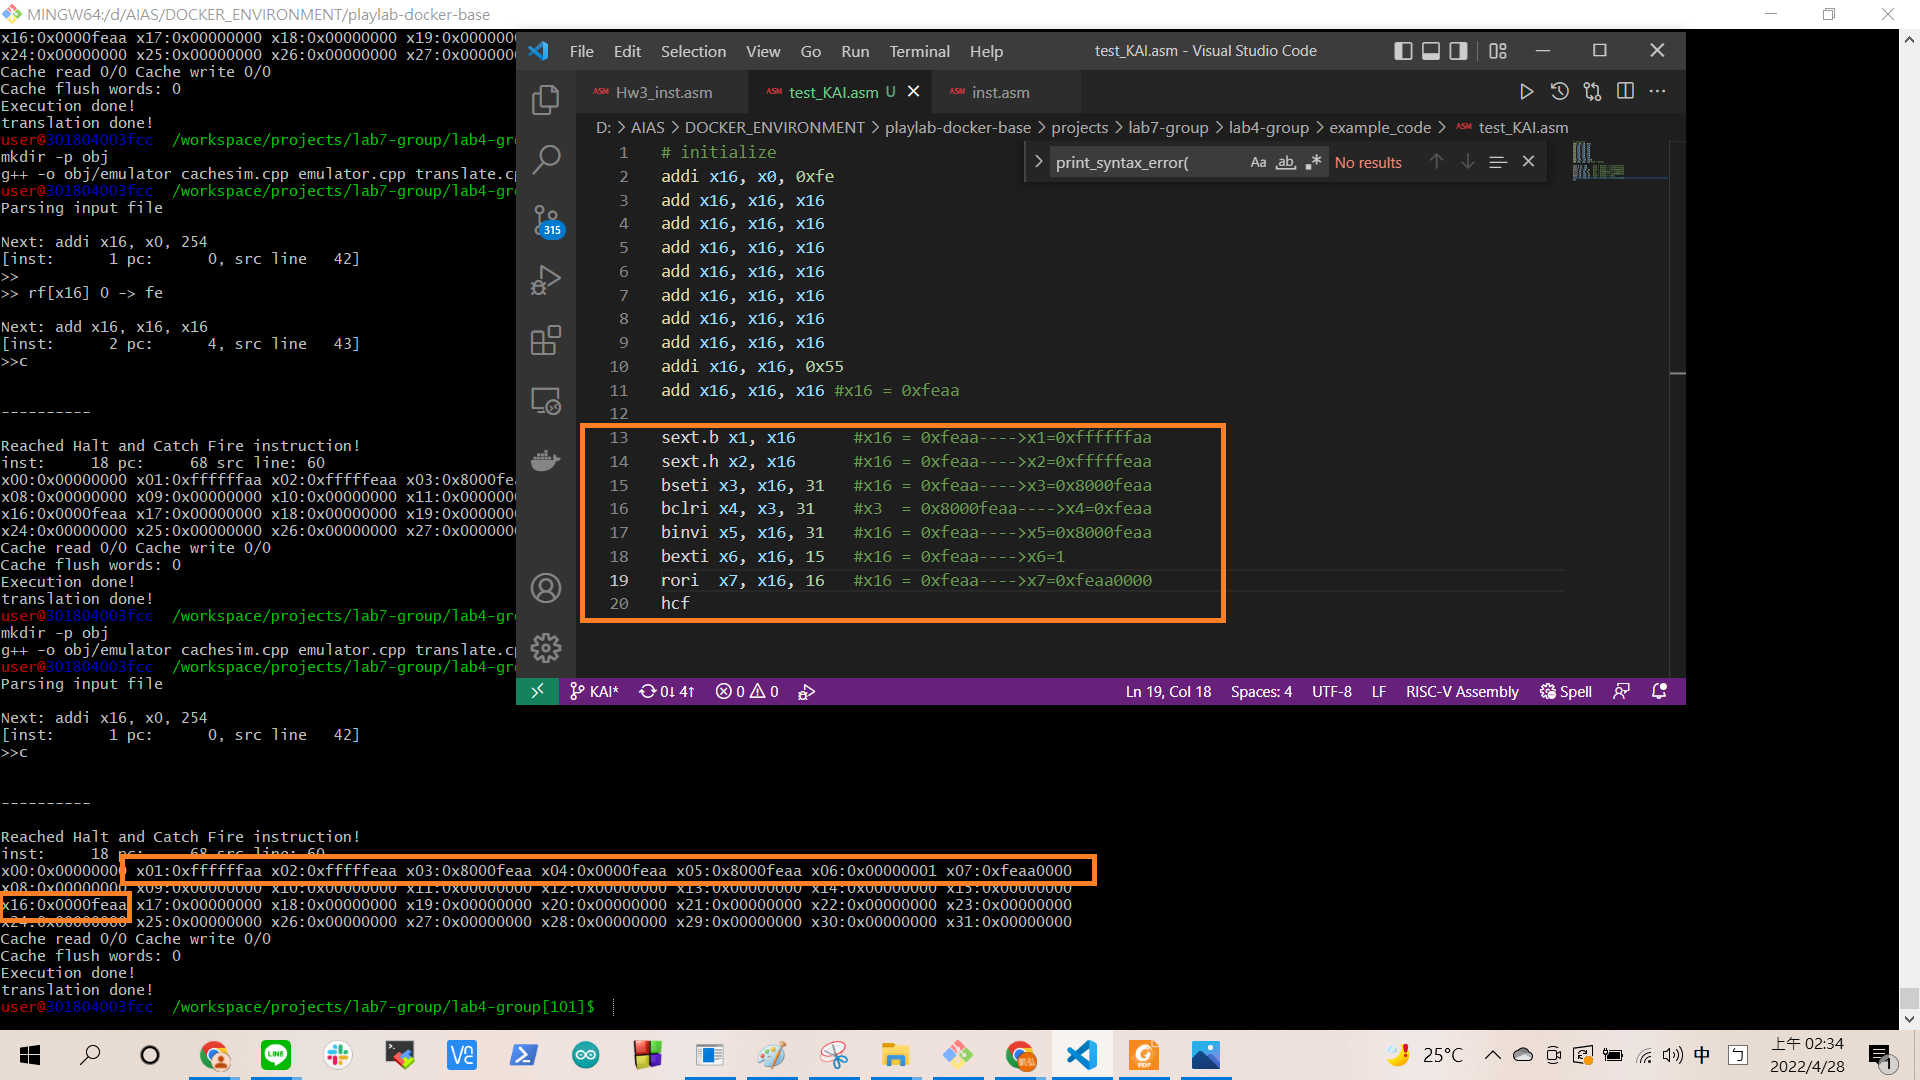 MINGW64:/d/AIAS/DOCKER_ENVIRONMENT/playlab-docker-base
x16:0x0000feaa x17:0x00000000 x18:0x00000000 x19:0x0000000
x24:0x00000000 x25:0x00000000 x26:0x00000000 x27:0x0000000
Cache read 0/0 Cache write 0/0
Cache flush words: 0
Execution done!
translation done!
user@301804003fcc /workspace/projects/lab7-group/lab4-gr
mkdir -p obj
g++ -o obj/emulator cachesim.cpp emulator.cpp translate.cp
user@301804003fcc /workspace/projects/lab7-group/lab4-gr
Parsing input file
Next: addi x16, x0, 254
[inst: 1 pc: 0, src line 42]
>>
>> rf[x16] 0 -> fe
Next: add x16, x16, x16
[inst: 2 pc: 4, src line 43]
>>c
----------
Reached Halt and Catch Fire instruction!
inst: 18 pc: 68 src line: 60
x00:0x00000000 x01:0xffffffaa x02:0xfffffeaa x03:0x8000fea
x08:0x00000000 x09:0x00000000 x10:0x00000000 x11:0x0000000
x16:0x0000feaa x17:0x00000000 x18:0x00000000 x19:0x0000000
x24:0x00000000 x25:0x00000000 x26:0x00000000 x27:0x0000000
Cache read 0/0 Cache write 0/0
Cache flush words: 0
Execution done!
translation done!
user@301804003fcc /workspace/projects/lab7-group/lab4-gr
mkdir -p obj
g++ -o obj/emulator cachesim.cpp emulator.cpp translate.cp
user@301804003fcc /workspace/projects/lab7-group/lab4-gr
Parsing input file
Next: addi x16, x0, 254
[inst: 1 pc: 0, src line 42]
>>c
----------
Reached Halt and Catch Fire instruction!
inst: 18 pc: 68 src line: 60
x00:0x00000000 x01:0xffffffaa x02:0xfffffeaa x03:0x8000feaa x04:0x0000feaa x05:0x8000feaa x06:0x00000001 x07:0xfeaa0000
x08:0x00000000 x09:0x00000000 x10:0x00000000 x11:0x00000000 x12:0x00000000 x13:0x00000000 x14:0x00000000 x15:0x00000000
x16:0x0000feaa x17:0x00000000 x18:0x00000000 x19:0x00000000 x20:0x00000000 x21:0x00000000 x22:0x00000000 x23:0x00000000
x24:0x00000000 x25:0x00000000 x26:0x00000000 x27:0x00000000 x28:0x00000000 x29:0x00000000 x30:0x00000000 x31:0x00000000
Cache read 0/0 Cache write 0/0
Cache flush words: 0
Execution done!
translation done!
user@301804003fcc /workspace/projects/lab7-group/lab4-group[101]$
File Edit Selection View Go Run Terminal Help test_KAI.asm - Visual Studio Code
ASM Hw3_inst.asm ASM test_KAI.asm U ASM inst.asm
D: > AIAS > DOCKER_ENVIRONMENT > playlab-docker-base > projects > lab7-group > lab4-group > example_code > ASM test_KAI.asm
print_syntax_error( Aa ab No results
315
1 # initialize
2 addi x16, x0, 0xfe
3 add x16, x16, x16
4 add x16, x16, x16
5 add x16, x16, x16
6 add x16, x16, x16
7 add x16, x16, x16
8 add x16, x16, x16
9 add x16, x16, x16
10 addi x16, x16, 0x55
11 add x16, x16, x16 #x16 = 0xfeaa
12
13 sext.b x1, x16 #x16 = 0xfeaa---->x1=0xffffffaa
14 sext.h x2, x16 #x16 = 0xfeaa---->x2=0xfffffeaa
15 bseti x3, x16, 31 #x16 = 0xfeaa---->x3=0x8000feaa
16 bclri x4, x3, 31 #x3 = 0x8000feaa---->x4=0xfeaa
17 binvi x5, x16, 31 #x16 = 0xfeaa---->x5=0x8000feaa
18 bexti x6, x16, 15 #x16 = 0xfeaa---->x6=1
19 rori x7, x16, 16 #x16 = 0xfeaa---->x7=0xfeaa0000
20 hcf
KAI* 0↓ 4↑ 0 0 Ln 19, Col 18 Spaces: 4 UTF-8 LF RISC-V Assembly Spell
LINE VC PDF 25°C 中 ㄅ 上午 02:34
2022/4/28 1